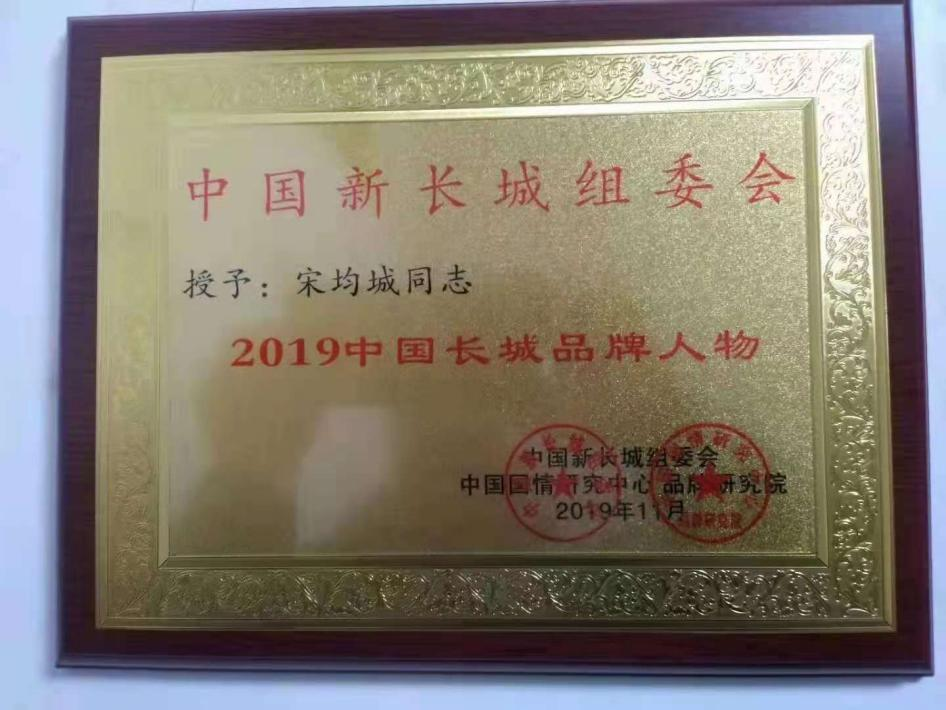 中国新长城组委会
授予：宋均城同志
2019中国长城品牌人物
中国新长城组委会
中国国情研究中心 品牌研究院
2019年11月